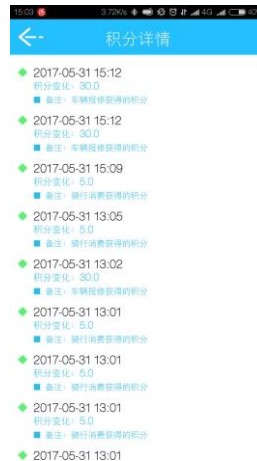 15:03
3.72K/s
4G
积分详情
2017-05-31 15:12
积分变化：30.0
备注：车辆报修获得的积分
2017-05-31 15:12
积分变化：30.0
备注：车辆报修获得的积分
2017-05-31 15:09
积分变化：5.0
备注：骑行消费获得的积分
2017-05-31 13:05
积分变化：5.0
备注：骑行消费获得的积分
2017-05-31 13:02
积分变化：30.0
备注：车辆报修获得的积分
2017-05-31 13:01
积分变化：5.0
备注：骑行消费获得的积分
2017-05-31 13:01
积分变化：5.0
备注：骑行消费获得的积分
2017-05-31 13:01
积分变化：5.0
备注：骑行消费获得的积分
2017-05-31 13:01